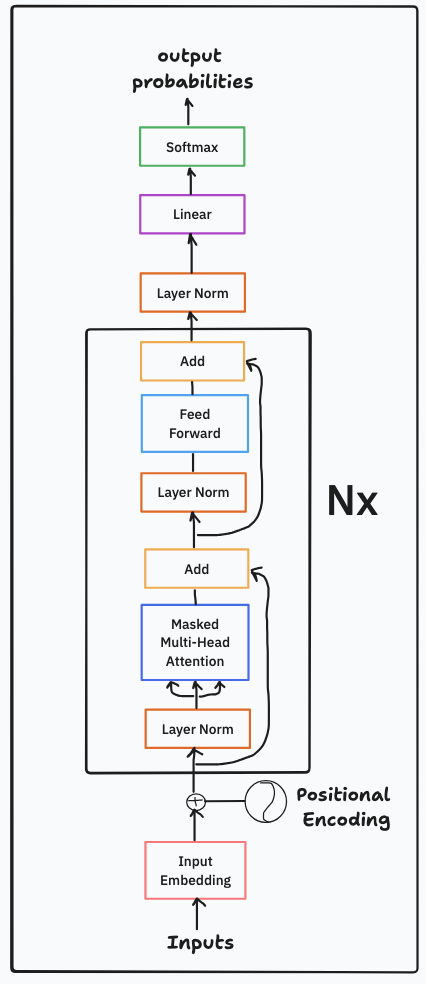 output
probabilities
Softmax
Linear
Layer Norm
Add
Feed
Forward
Layer Norm
Nx
Add
Masked
Multi-Head
Attention
Layer Norm
Positional
Encoding
Input
Embedding
Inputs